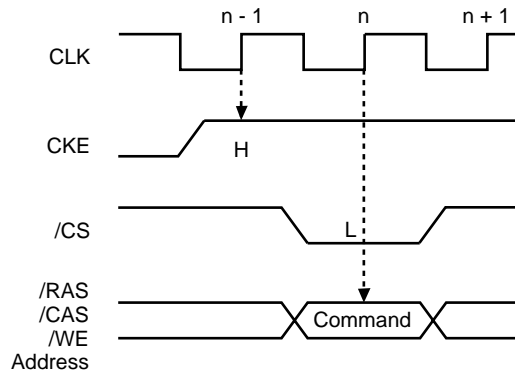 n - 1 n n + 1
CLK
CKE
H
/CS
L
/RAS
/CAS
Command
/WE
Address